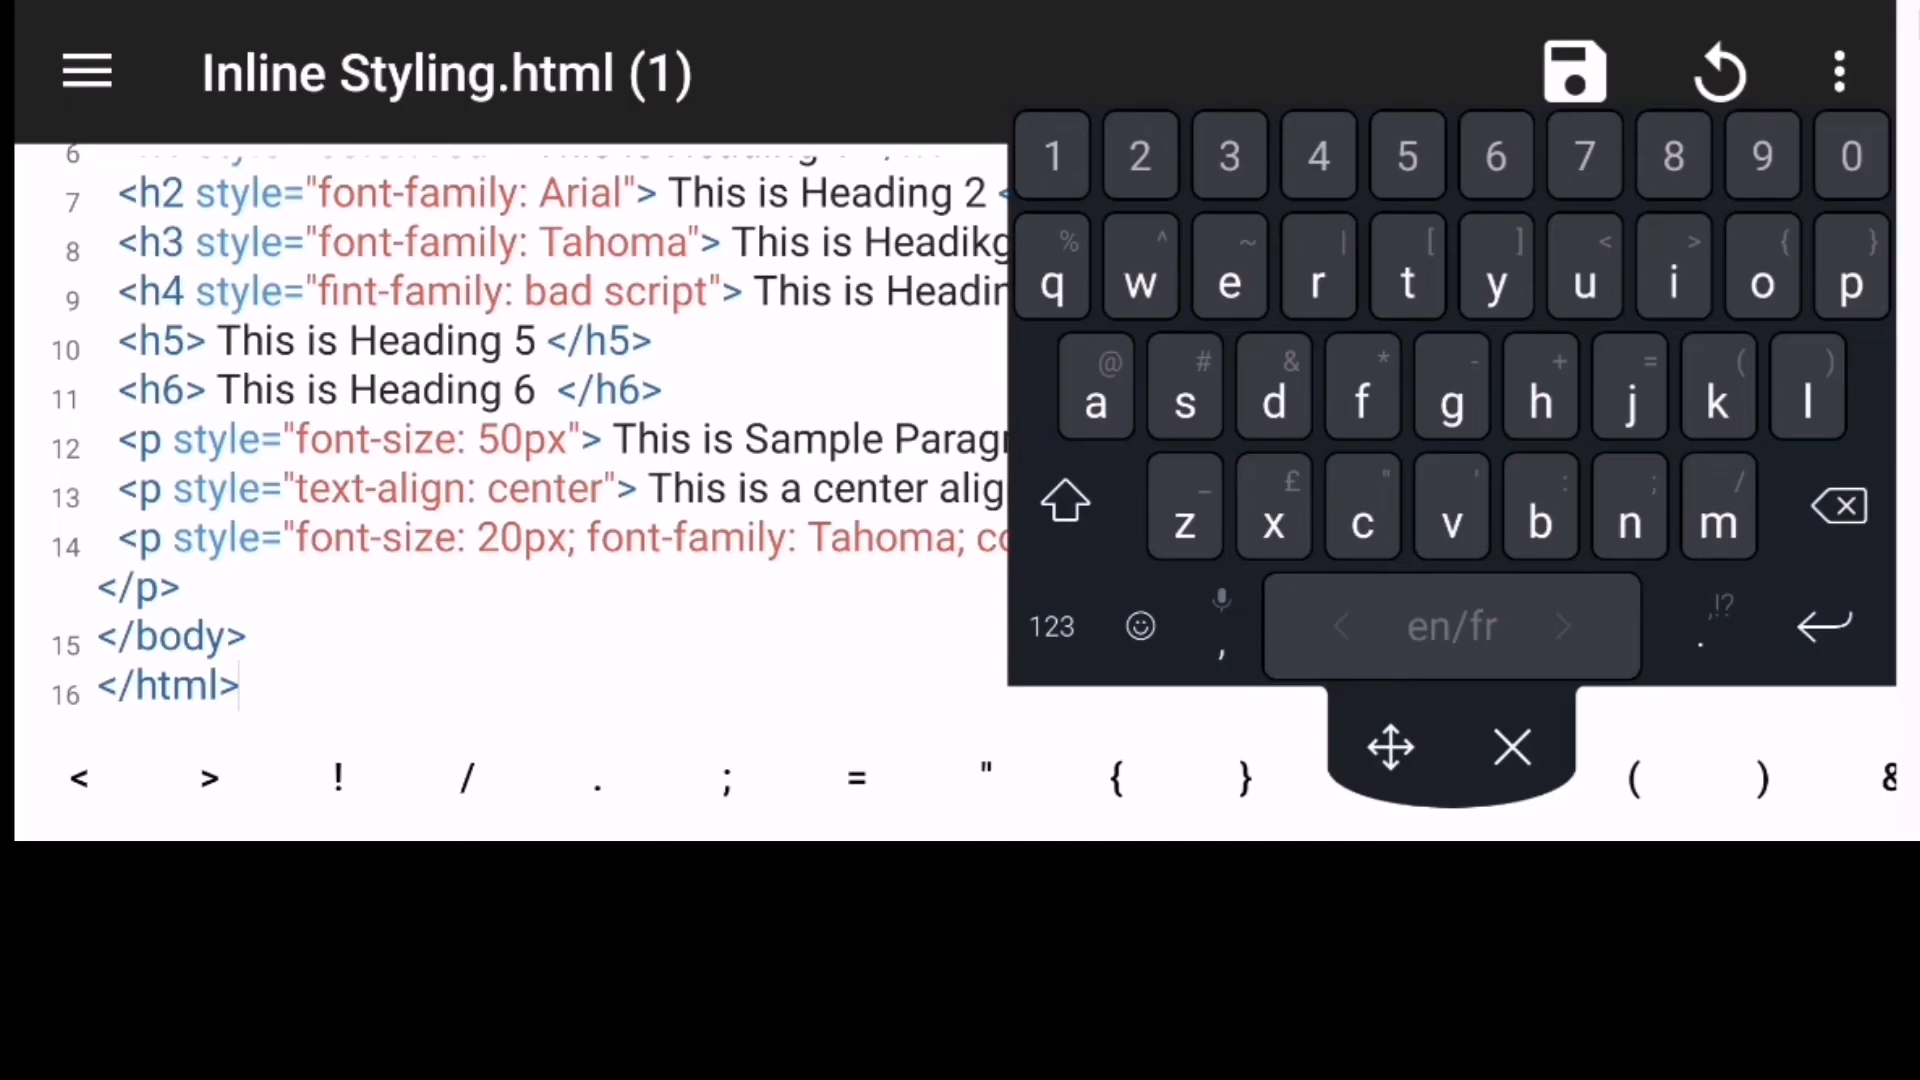 Inline Styling.html (1)
6
7 <h2 style="font-family: Arial"> This is Heading 2 <
8 <h3 style="font-family: Tahoma"> This is Headikg
9 <h4 style="fint-family: bad script"> This is Headin
10 <h5> This is Heading 5 </h5>
11 <h6> This is Heading 6  </h6>
12 <p style="font-size: 50px"> This is Sample Paragr
13 <p style="text-align: center"> This is a center alig
14 <p style="font-size: 20px; font-family: Tahoma; co
</p>
15 </body>
16 </html>
1 2 3 4 5 6 7 8 9 0
% ^ ~ | [ ] < > { }
q w e r t y u i o p
@ # & * - + = ( )
a s d f g h j k l
_ £ " ' : ; /
z x c v b n m
123 , < en/fr > . ,!?
< > ! / . ; = " { } ( ) &